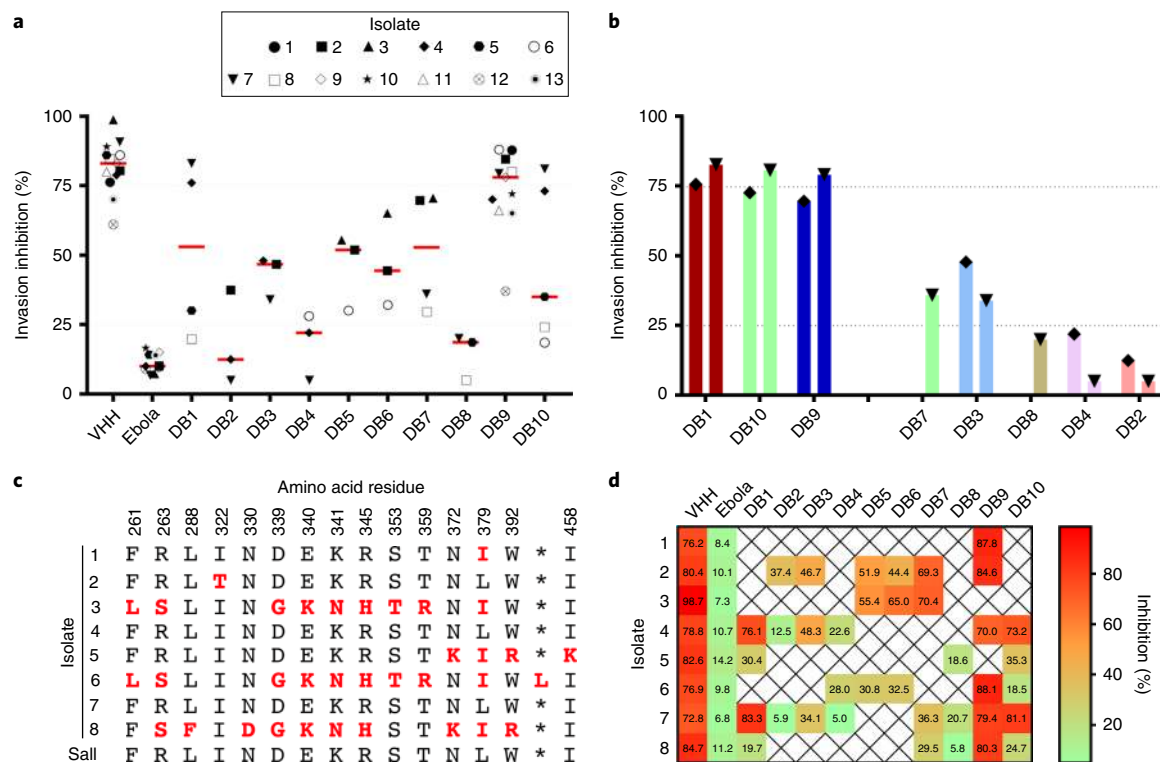 a
Isolate
1 2 3 4 5 6
7 8 9 10 11 12 13
Invasion inhibition (%)
100
75
50
25
0
VHH Ebola DB1 DB2 DB3 DB4 DB5 DB6 DB7 DB8 DB9 DB10
b
Invasion inhibition (%)
100
75
50
25
0
DB1 DB10 DB9 DB7 DB3 DB8 DB4 DB2
c
Amino acid residue
261 263 288 322 330 339 340 341 345 353 359 372 379 392 458
Isolate
1 F R L I N D E K R S T N I W * I
2 F R L T N D E K R S T N L W * I
3 L S L I N G K N H T R N I W * I
4 F R L I N D E K R S T N L W * I
5 F R L I N D E K R S T K I R * K
6 L S L I N G K N H T R N I W L I
7 F R L I N D E K R S T N L W * I
8 F S F I D G K N H S T K I R * I
SalI F R L I N D E K R S T N L W * I
d
VHH Ebola DB1 DB2 DB3 DB4 DB5 DB6 DB7 DB8 DB9 DB10
Isolate
1 76.2 8.4 87.8
2 80.4 10.1 37.4 46.7 51.9 44.4 69.3 84.6
3 98.7 7.3 55.4 65.0 70.4
4 78.8 10.7 76.1 12.5 48.3 22.6 70.0 73.2
5 82.6 14.2 30.4 18.6 35.3
6 76.9 9.8 28.0 30.8 32.5 88.1 18.5
7 72.8 6.8 83.3 5.9 34.1 5.0 36.3 20.7 79.4 81.1
8 84.7 11.2 19.7 29.5 5.8 80.3 24.7
80
60
40
20
Inhibition (%)